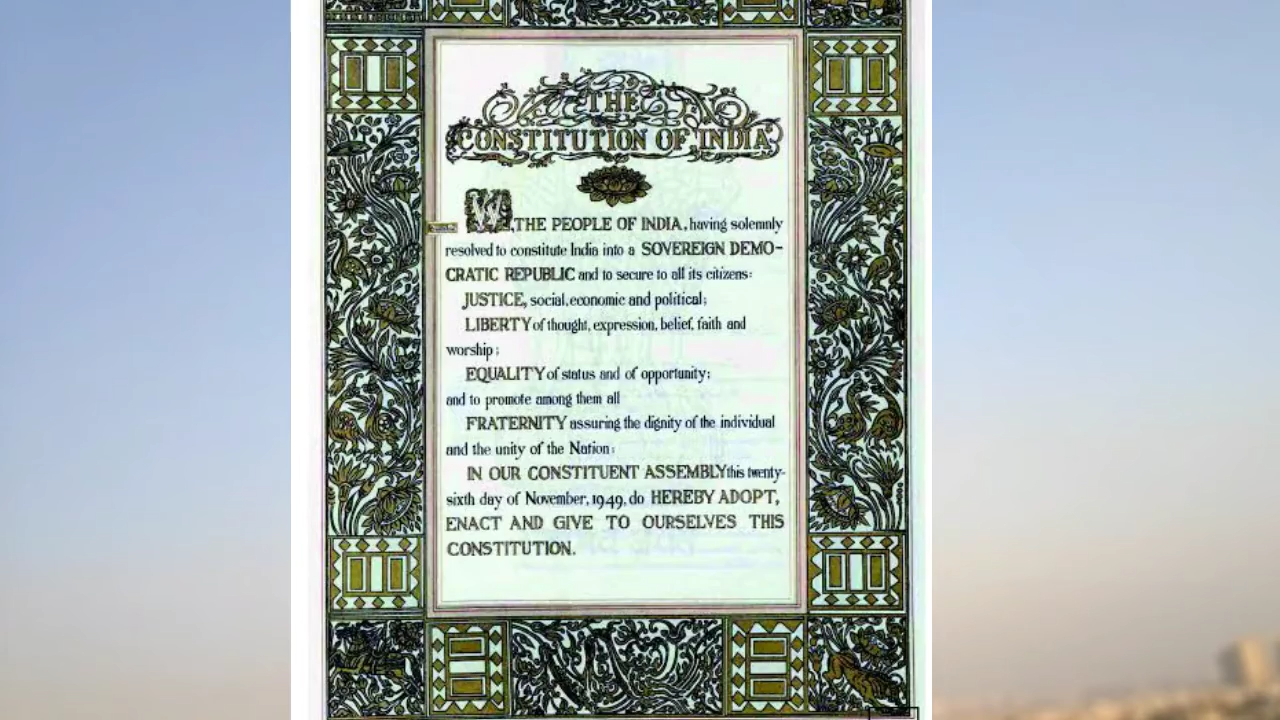 THE
CONSTITUTION OF INDIA
WE, THE PEOPLE OF INDIA, having solemnly
resolved to constitute India into a SOVEREIGN DEMO-
CRATIC REPUBLIC and to secure to all its citizens:
JUSTICE, social, economic and political;
LIBERTY of thought, expression, belief, faith and
worship;
EQUALITY of status and of opportunity;
and to promote among them all
FRATERNITY assuring the dignity of the individual
and the unity of the Nation;
IN OUR CONSTITUENT ASSEMBLY this twenty-
sixth day of November, 1949, do HEREBY ADOPT,
ENACT AND GIVE TO OURSELVES THIS
CONSTITUTION.